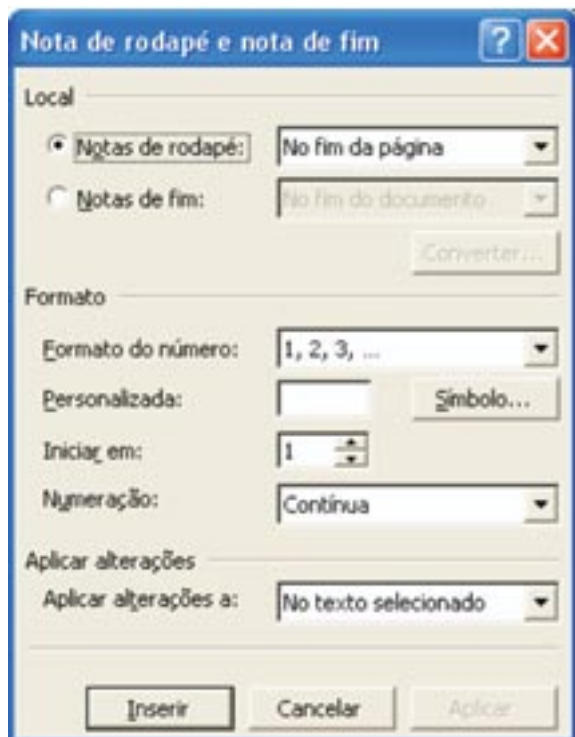 Nota de rodapé e nota de fim
Local
Notas de rodapé: No fim da página
Notas de fim: No fim do documento
Converter...
Formato
Formato do número: 1, 2, 3, ...
Personalizada: Símbolo...
Iniciar em: 1
Numeração: Contínua
Aplicar alterações
Aplicar alterações a: No texto selecionado
Inserir Cancelar Aplicar